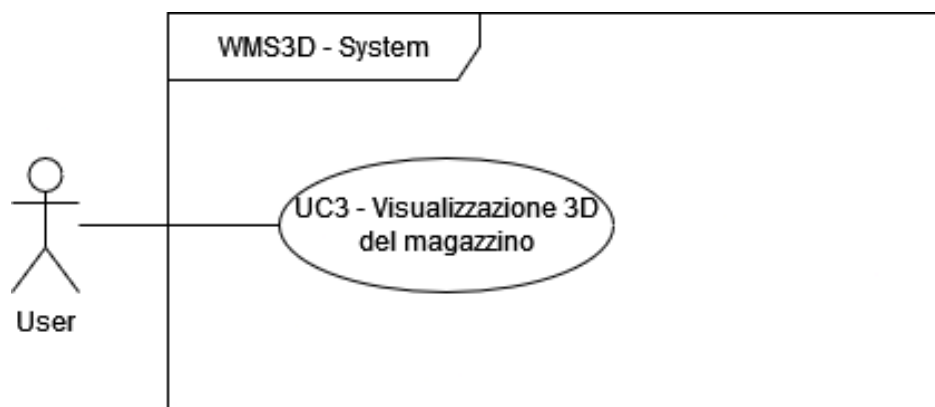 WMS3D - System
UC3 - Visualizzazione 3D
del magazzino
User